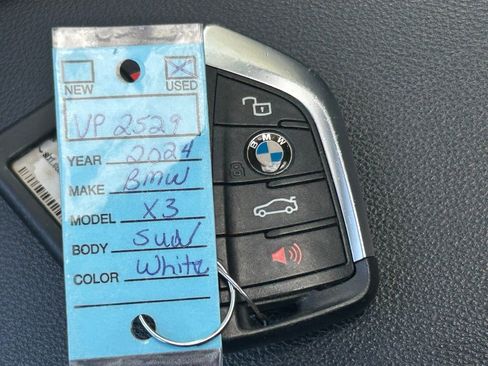 NEW
USED
VP 2529
YEAR 2024
MAKE BMW
MODEL X3
BODY SUV
COLOR White
BMW